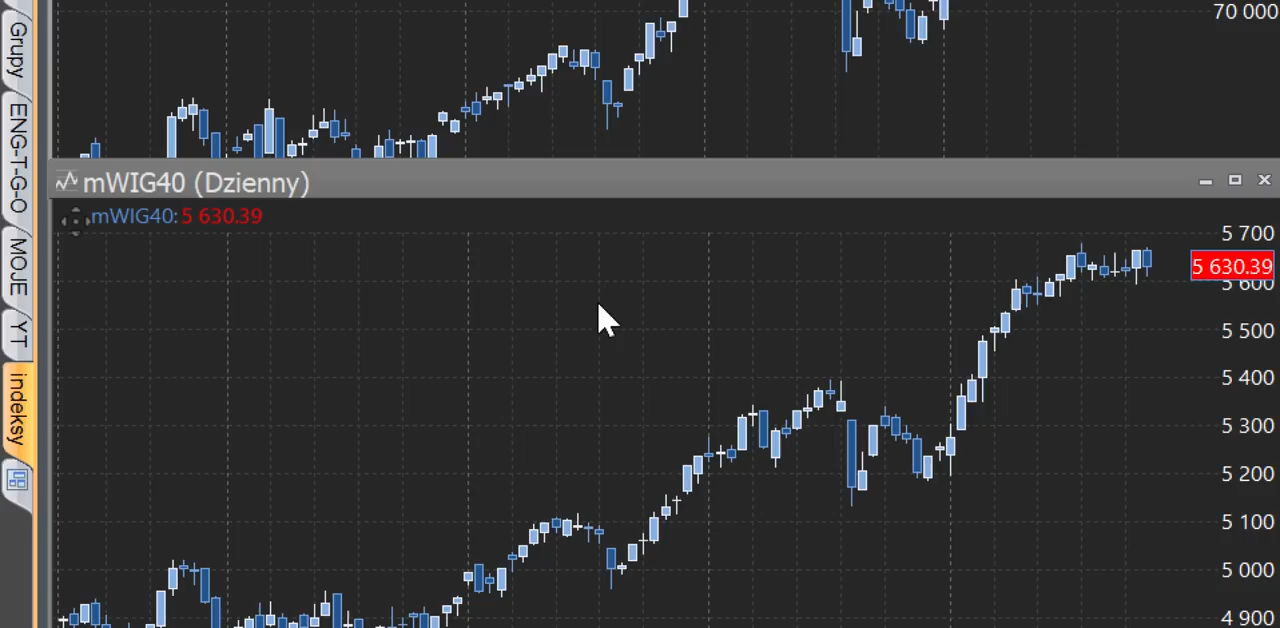 70 000
Grupy
ENG-T-G-O
MOJE
YT
indeksy
mWIG40 (Dzienny)
mWIG40: 5 630.39
5 700
5 630.39
5 600
5 500
5 400
5 300
5 200
5 100
5 000
4 900